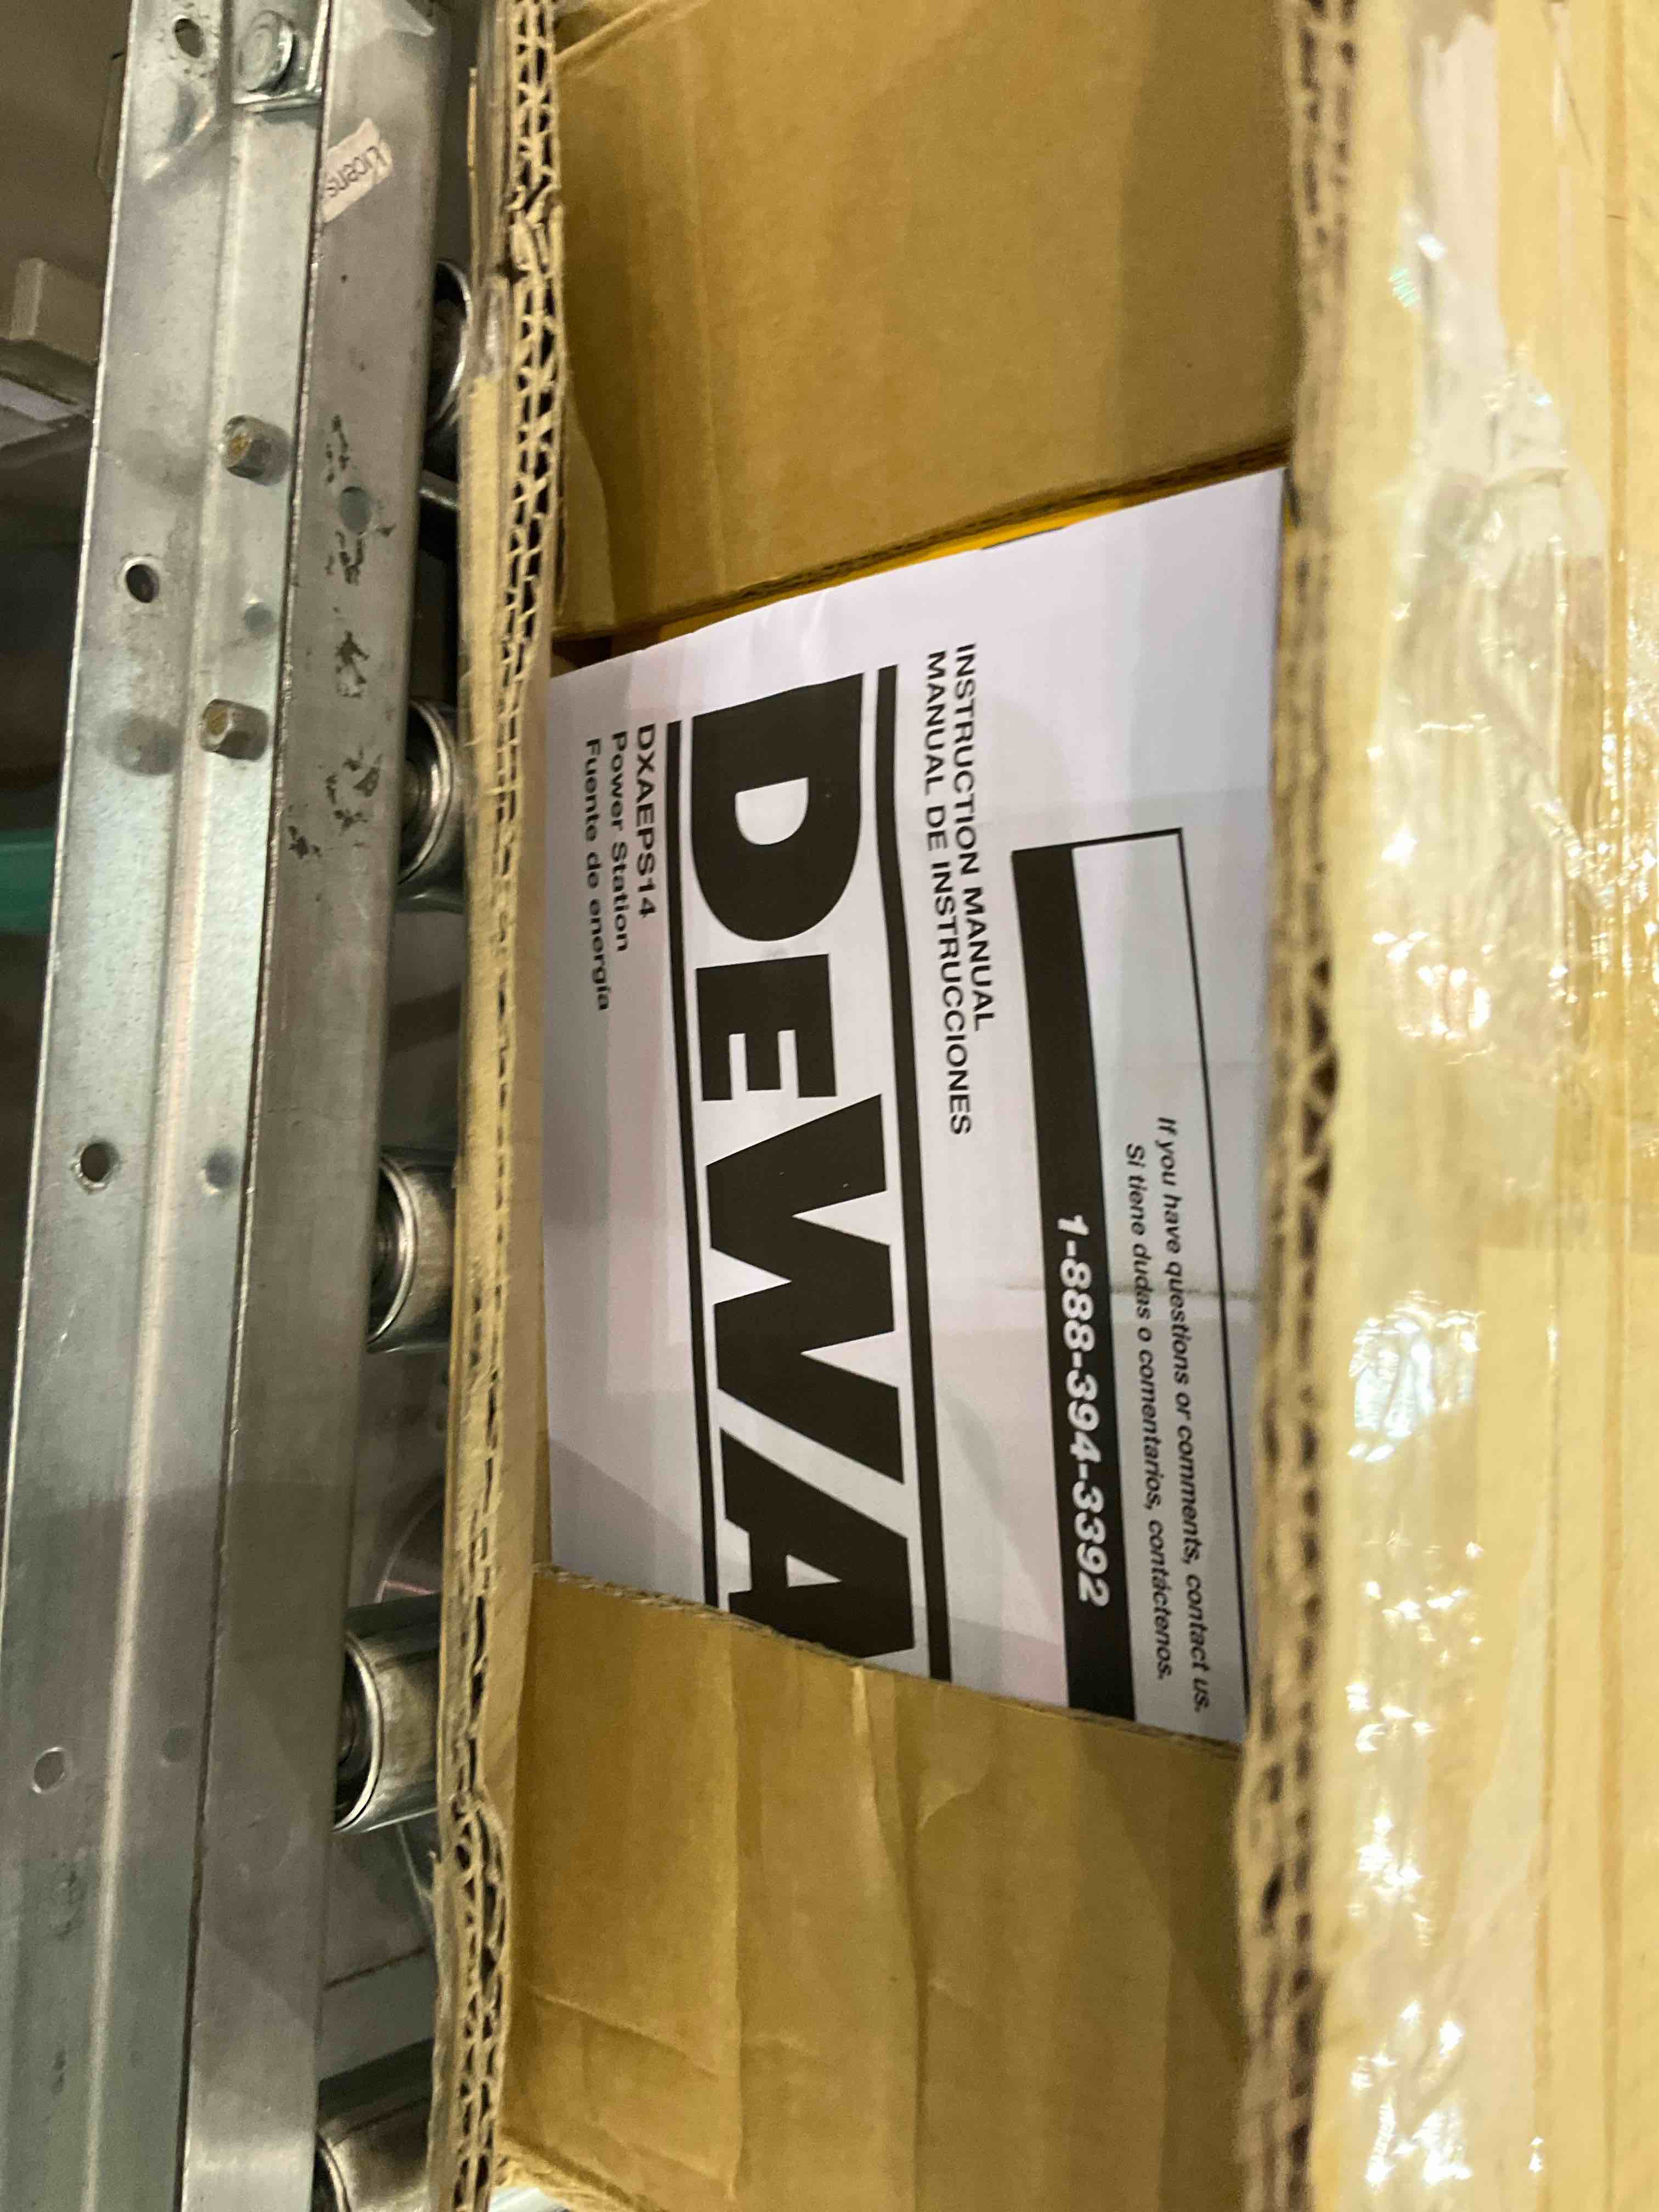 Licens
If you have questions or comments, contact us.
Si tiene dudas o comentarios, contáctenos.
1-888-394-3392
INSTRUCTION MANUAL
MANUAL DE INSTRUCCIONES
DEWA
DXAEPS14
Power Station
Fuente de energía